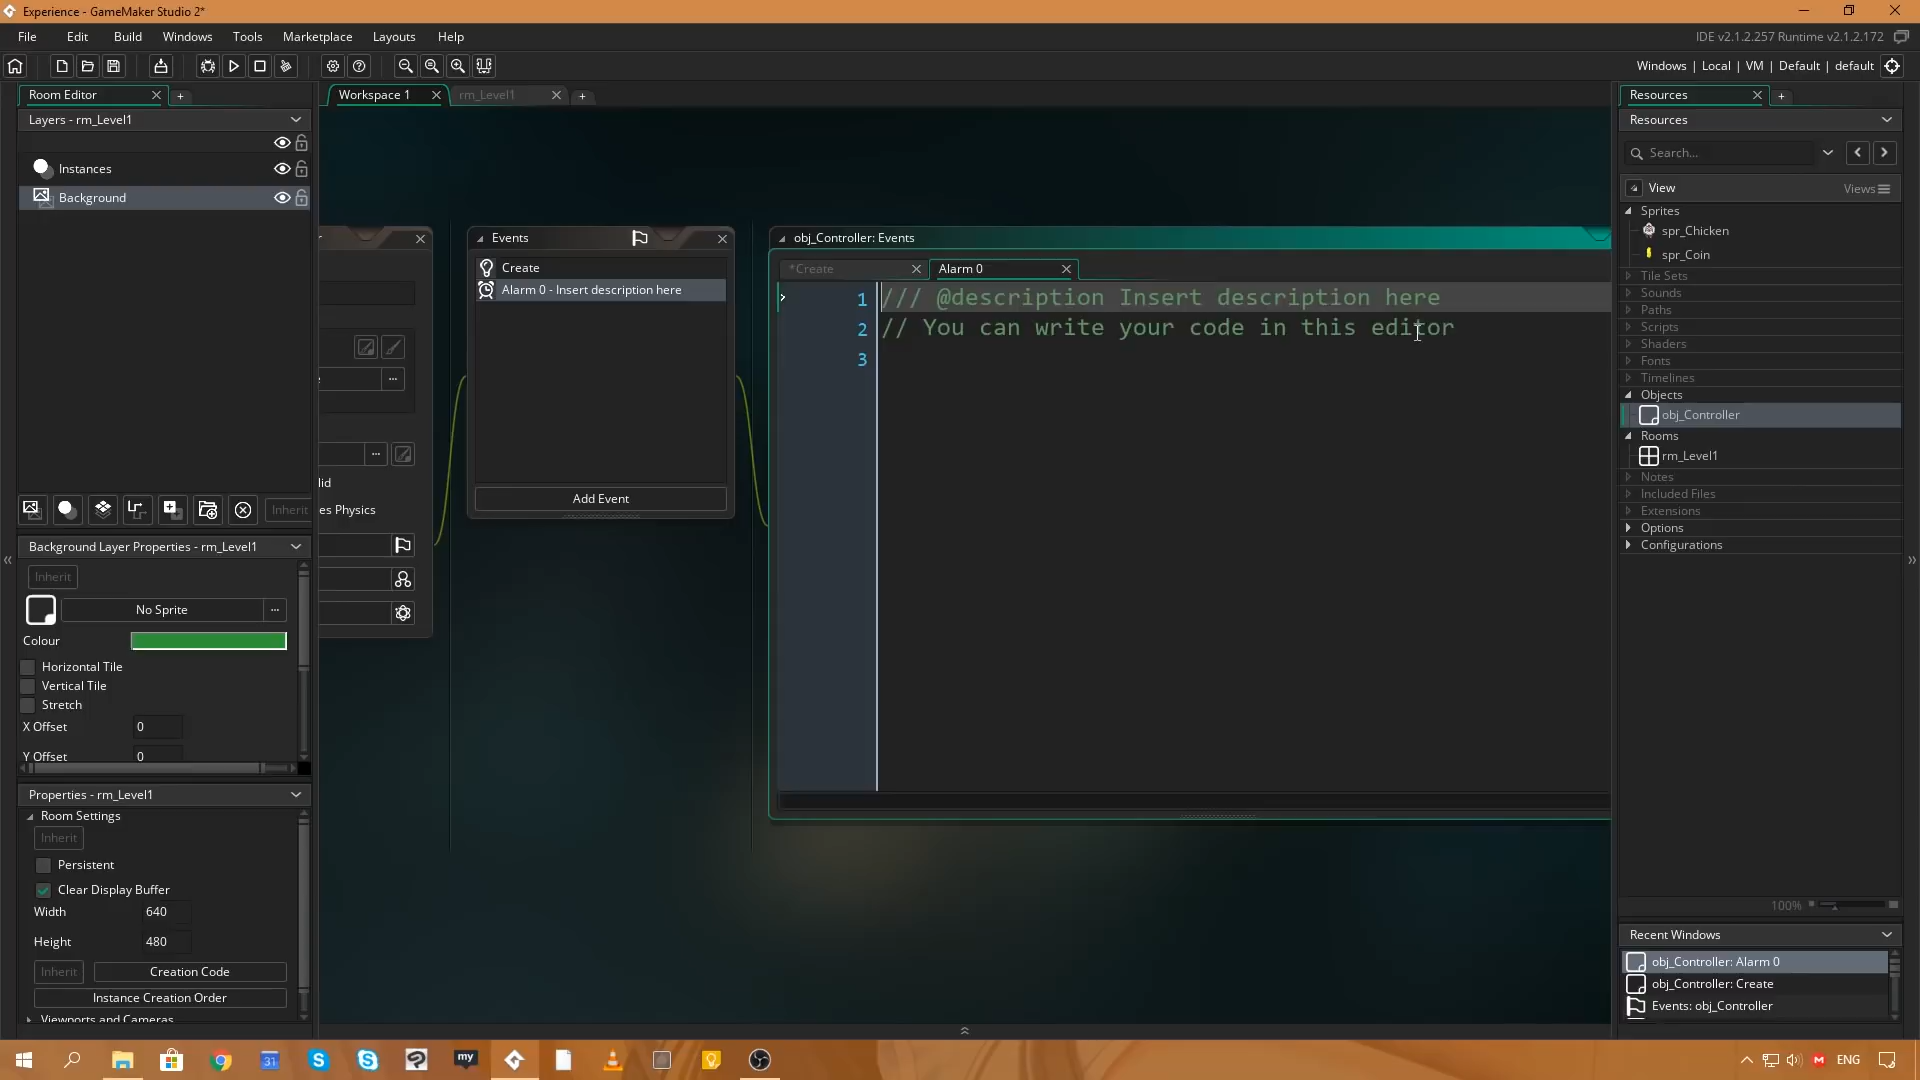 Experience - GameMaker Studio 2*
File Edit Build Windows Tools Marketplace Layouts Help
IDE v2.1.2.257 Runtime v2.1.2.172
Windows | Local | VM | Default | default
Room Editor
Layers - rm_Level1
Instances
Background
Inherit
Background Layer Properties - rm_Level1
Inherit
No Sprite ...
Colour
Horizontal Tile
Vertical Tile
Stretch
X Offset 0
Y Offset 0
Properties - rm_Level1
Room Settings
Inherit
Persistent
Clear Display Buffer
Width 640
Height 480
Inherit Creation Code
Instance Creation Order
Viewports and Cameras
Workspace 1
rm_Level1
lid
es Physics
Events
Create
Alarm 0 - Insert description here
Add Event
obj_Controller: Events
*Create
Alarm 0
1 /// @description Insert description here
2 // You can write your code in this editor
3
Resources
Resources
Search...
View
Views
Sprites
spr_Chicken
spr_Coin
Tile Sets
Sounds
Paths
Scripts
Shaders
Fonts
Timelines
Objects
obj_Controller
Rooms
rm_Level1
Notes
Included Files
Extensions
Options
Configurations
100%
Recent Windows
obj_Controller: Alarm 0
obj_Controller: Create
Events: obj_Controller
31
my
ENG